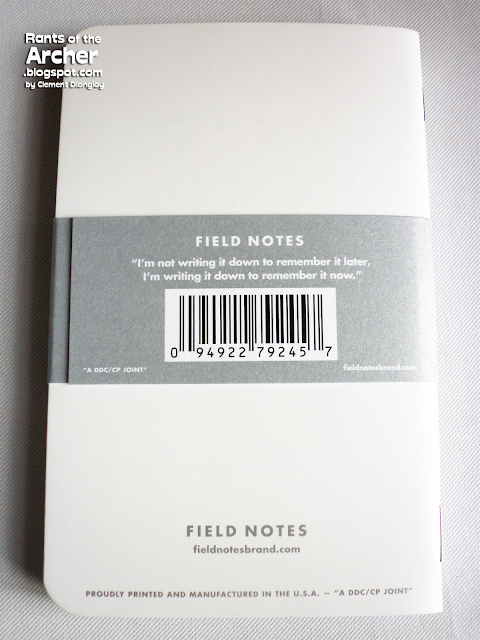 Rants of the
Archer
.blogspot.com
by Clement Dionglay
FIELD NOTES
“I’m not writing it down to remember it later,
I’m writing it down to remember it now.”
0 94922 79245 7
“A DDC/CP JOINT”
fieldnotesbrand.com
FIELD NOTES
fieldnotesbrand.com
PROUDLY PRINTED AND MANUFACTURED IN THE U.S.A. — “A DDC/CP JOINT”